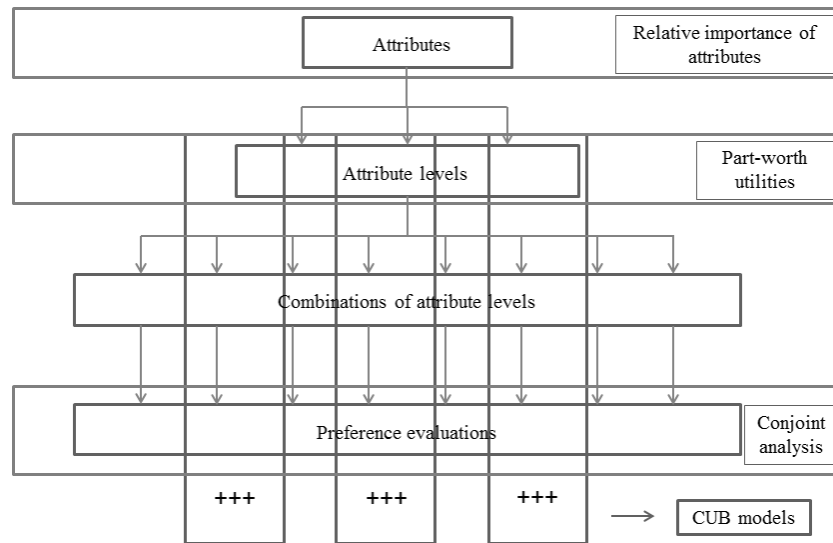 Attributes
Relative importance of
attributes
Attribute levels
Part-worth
utilities
Combinations of attribute levels
Preference evaluations
Conjoint
analysis
+++ +++ +++
CUB models